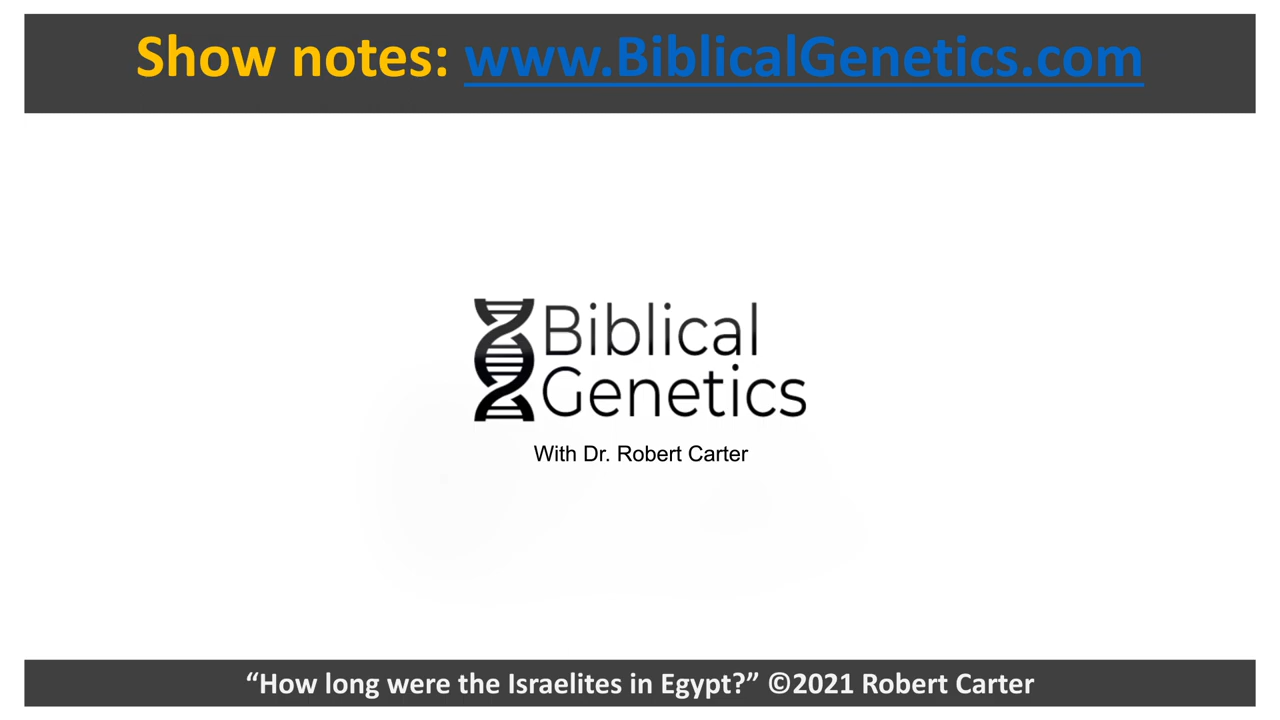 Show notes: www.BiblicalGenetics.com
Biblical
Genetics
With Dr. Robert Carter
“How long were the Israelites in Egypt?” ©2021 Robert Carter